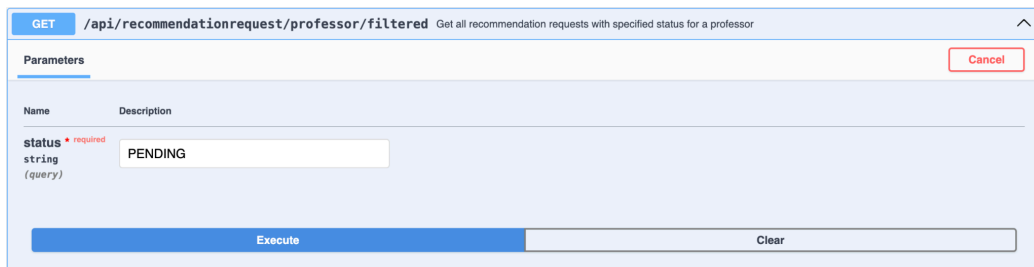 GET /api/recommendationrequest/professor/filtered Get all recommendation requests with specified status for a professor
Parameters
Cancel
Name Description
status * required
string
(query)
PENDING
Execute Clear